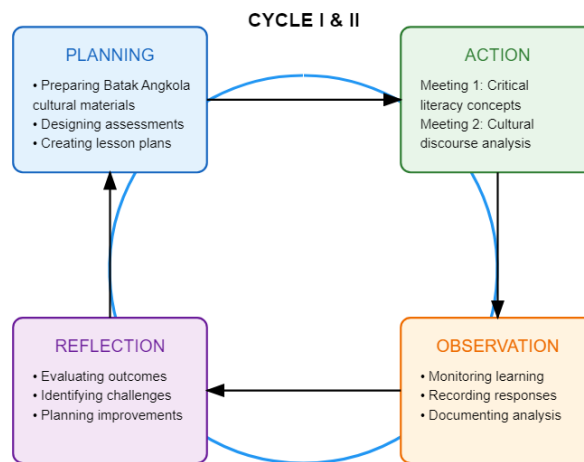 CYCLE I & II
PLANNING
• Preparing Batak Angkola
cultural materials
• Designing assessments
• Creating lesson plans
ACTION
Meeting 1: Critical
literacy concepts
Meeting 2: Cultural
discourse analysis
REFLECTION
• Evaluating outcomes
• Identifying challenges
• Planning improvements
OBSERVATION
• Monitoring learning
• Recording responses
• Documenting analysis